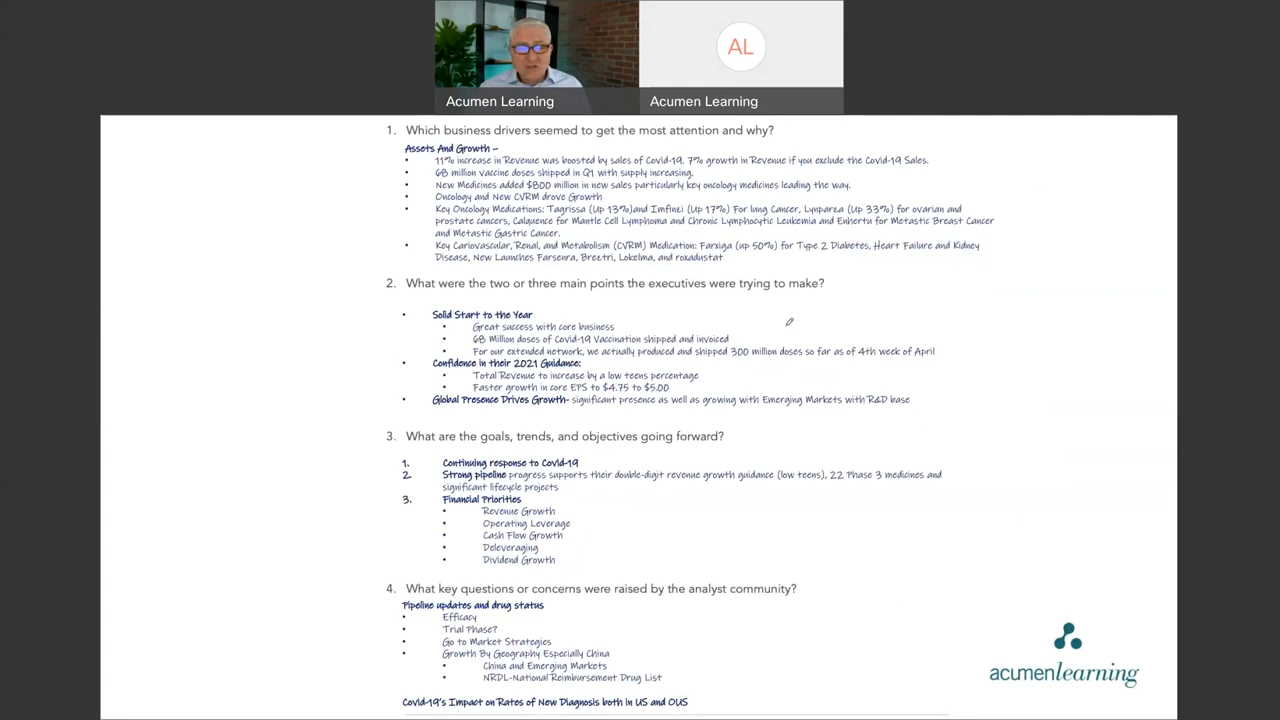 AL
Acumen Learning
Acumen Learning
1. Which business drivers seemed to get the most attention and why?
Assets And Growth –
• 11% increase in Revenue was boosted by sales of Covid-19. 7% growth in Revenue if you exclude the Covid-19 Sales.
• 68 million vaccine doses shipped in Q1 with supply increasing.
• New Medicines added $800 million in new sales particularly key oncology medicines leading the way.
• Oncology and New CVRM drove Growth
• Key Oncology Medications: Tagrissa (Up 13%)and Imfinzi (Up 17%) For lung Cancer, Lynparza (Up 33%) for ovarian and
prostate cancers, Calquence for Mantle Cell Lymphoma and Chronic Lymphocytic Leukemia and Enhertu for Metastic Breast Cancer
and Metastic Gastric Cancer.
• Key Cariovascular, Renal, and Metabolism (CVRM) Medication: Farxiga (up 50%) for Type 2 Diabetes, Heart Failure and Kidney
Disease, New Launches Farsenra, Breztri, Lokelma, and roxadustat
2. What were the two or three main points the executives were trying to make?
• Solid Start to the Year
• Great success with core business
• 68 Million doses of Covid-19 Vaccination shipped and invoiced
• For our extended network, we actually produced and shipped 300 million doses so far as of 4th week of April
• Confidence in their 2021 Guidance:
• Total Revenue to increase by a low teens percentage
• Faster growth in core EPS to $4.75 to $5.00
• Global Presence Drives Growth- significant presence as well as growing with Emerging Markets with R&D base
3. What are the goals, trends, and objectives going forward?
1. Continuing response to Covid-19
2. Strong pipeline progress supports their double-digit revenue growth guidance (low teens), 22 Phase 3 medicines and
significant lifecycle projects
3. Financial Priorities
• Revenue Growth
• Operating Leverage
• Cash Flow Growth
• Deleveraging
• Dividend Growth
4. What key questions or concerns were raised by the analyst community?
Pipeline updates and drug status
• Efficacy
• Trial Phase?
• Go to Market Strategies
• Growth By Geography Especially China
• China and Emerging Markets
• NRDL-National Reimbursement Drug List
acumenlearning
Covid-19's Impact on Rates of New Diagnosis both in US and OUS